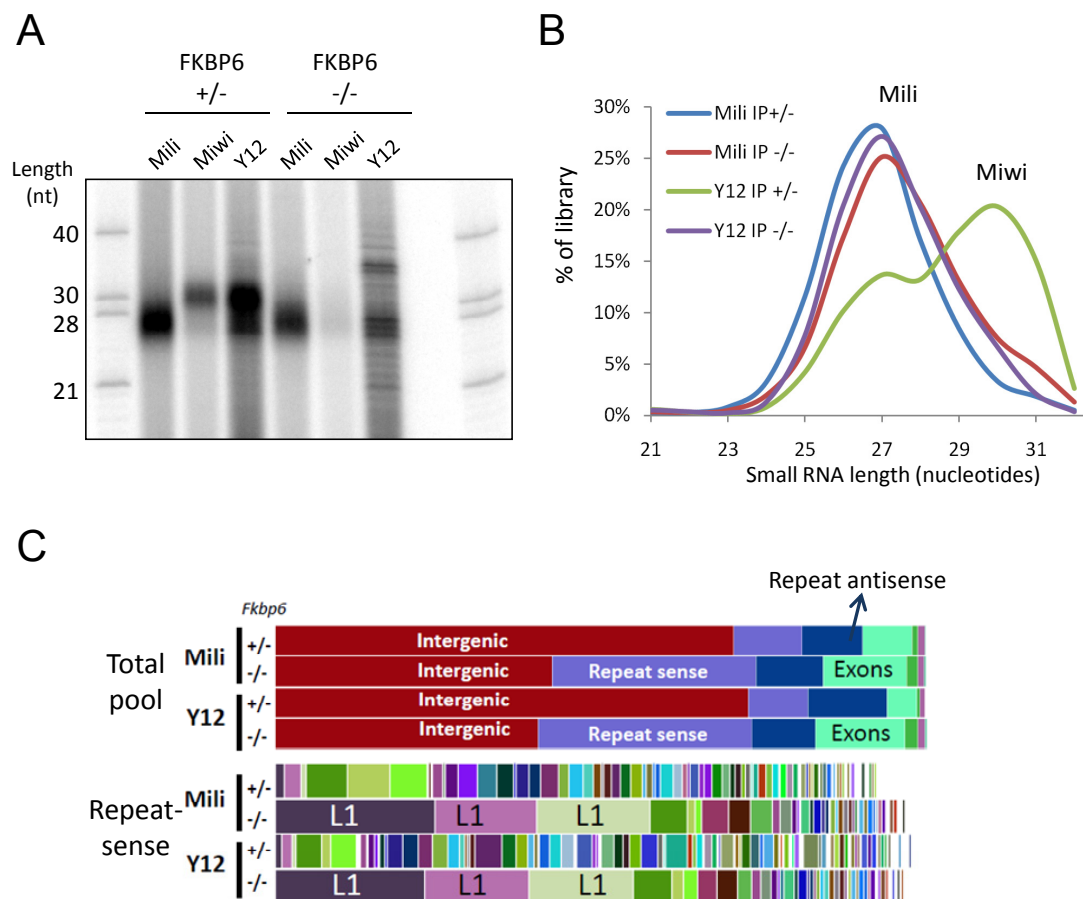 A
FKBP6 FKBP6
+/- -/-
Mili Miwi Y12 Mili Miwi Y12
Length
(nt)
40
30
28
21
B
Mili
Miwi
% of library
30%
25%
20%
15%
10%
5%
0%
Mili IP+/-
Mili IP -/-
Y12 IP +/-
Y12 IP -/-
21 23 25 27 29 31
Small RNA length (nucleotides)
C
Repeat antisense
Fkbp6
Total
pool
Mili
+/- Intergenic
-/- Intergenic Repeat sense Exons
Y12
+/- Intergenic
-/- Intergenic Repeat sense Exons
Repeat-
sense
Mili
+/-
-/- L1 L1 L1
Y12
+/-
-/- L1 L1 L1